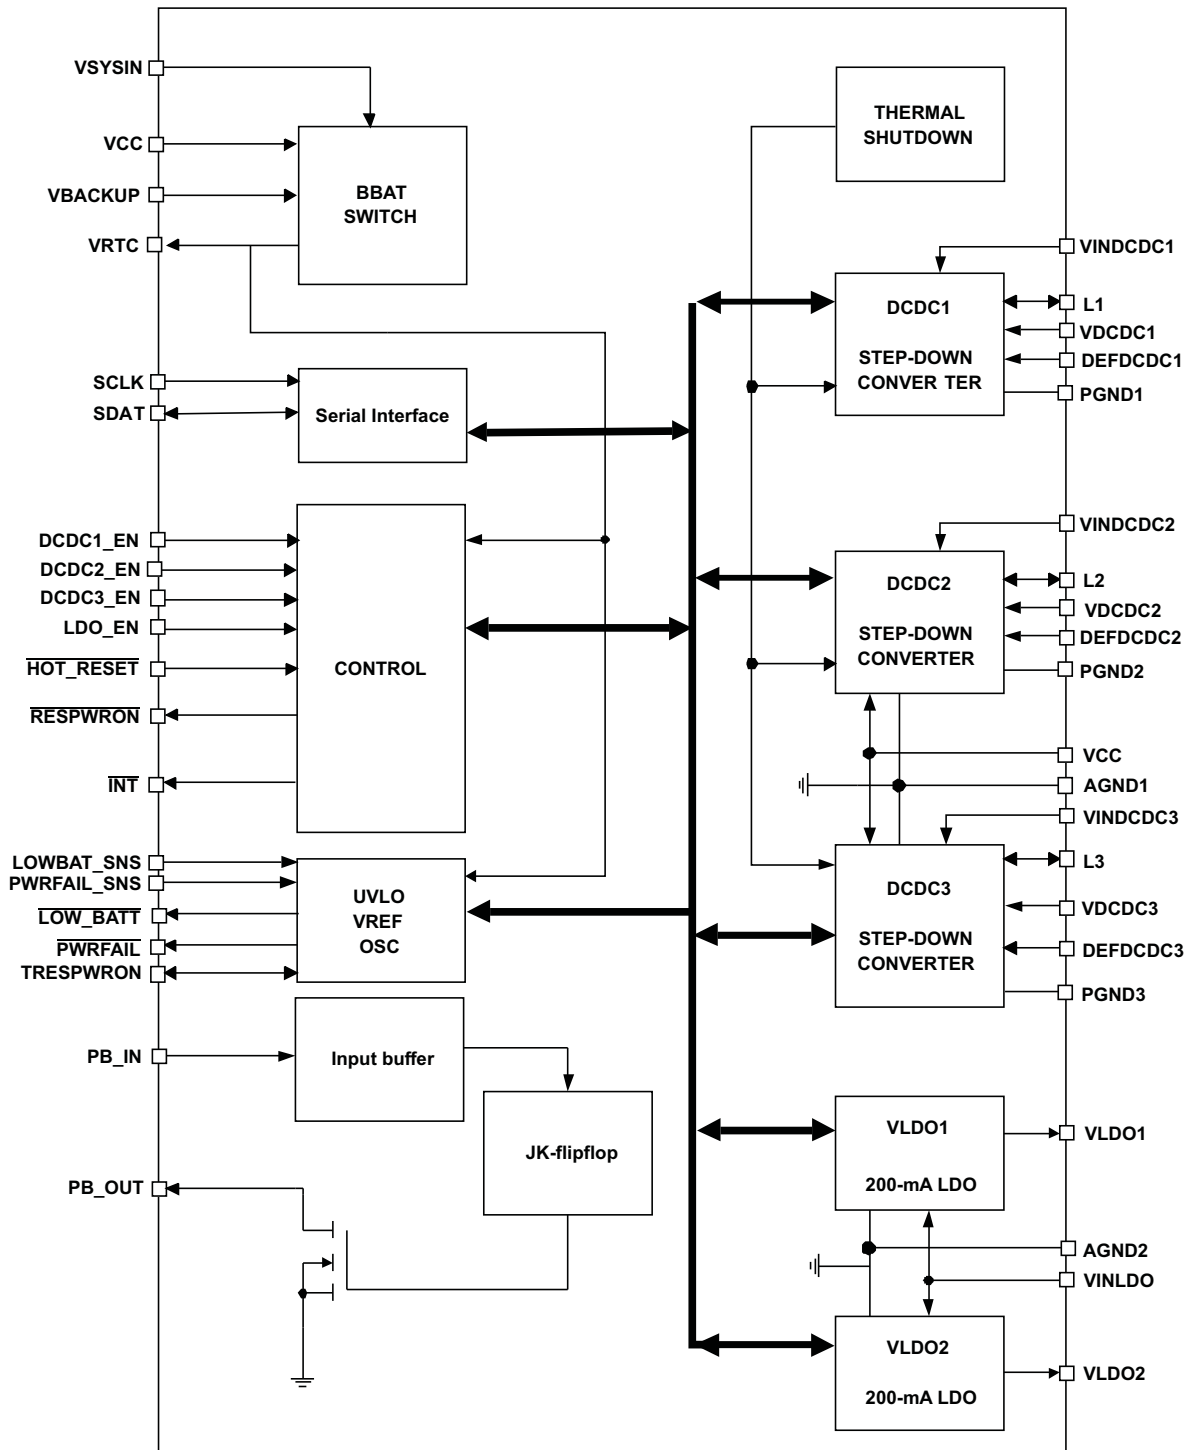 VSYSIN
VCC
VBACKUP
VRTC
BBAT
SWITCH
THERMAL
SHUTDOWN
SCLK
SDAT
Serial Interface
DCDC1_EN
DCDC2_EN
DCDC3_EN
LDO_EN
HOT_RESET
RESPWRON
INT
CONTROL
LOWBAT_SNS
PWRFAIL_SNS
LOW_BATT
PWRFAIL
TRESPWRON
UVLO
VREF
OSC
PB_IN
Input buffer
JK-flipflop
PB_OUT
DCDC1
STEP-DOWN
CONVER TER
VINDCDC1
L1
VDCDC1
DEFDCDC1
PGND1
DCDC2
STEP-DOWN
CONVERTER
VINDCDC2
L2
VDCDC2
DEFDCDC2
PGND2
VCC
AGND1
VINDCDC3
DCDC3
STEP-DOWN
CONVERTER
L3
VDCDC3
DEFDCDC3
PGND3
VLDO1
200-mA LDO
VLDO1
AGND2
VINLDO
VLDO2
200-mA LDO
VLDO2